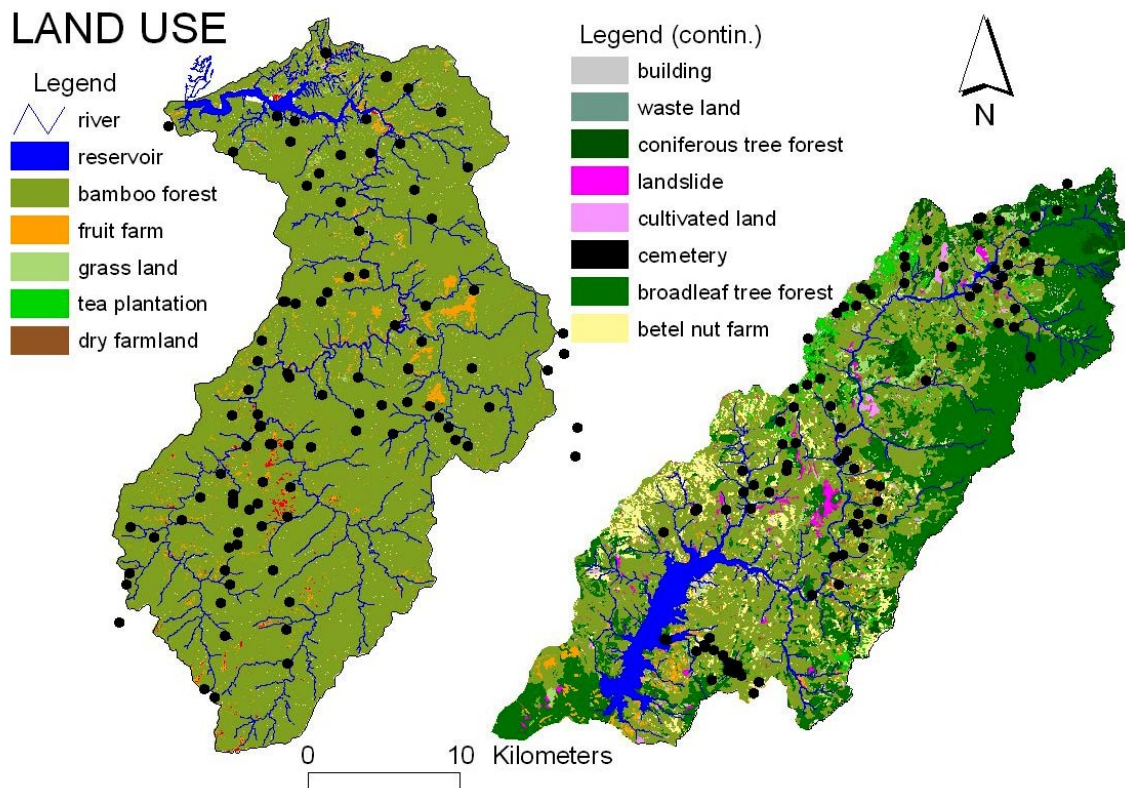 LAND USE
Legend
river
reservoir
bamboo forest
fruit farm
grass land
tea plantation
dry farmland
Legend (contin.)
building
waste land
coniferous tree forest
landslide
cultivated land
cemetery
broadleaf tree forest
betel nut farm
N
0 10 Kilometers